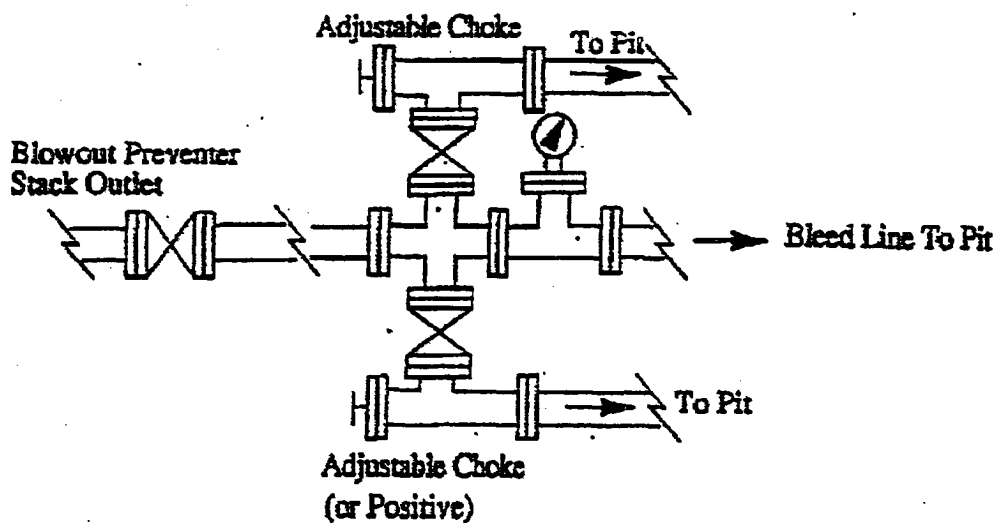 Adjustable Choke
To Pit
Blowout Preventer
Stack Outlet
Bleed Line To Pit
To Pit
Adjustable Choke
(or Positive)